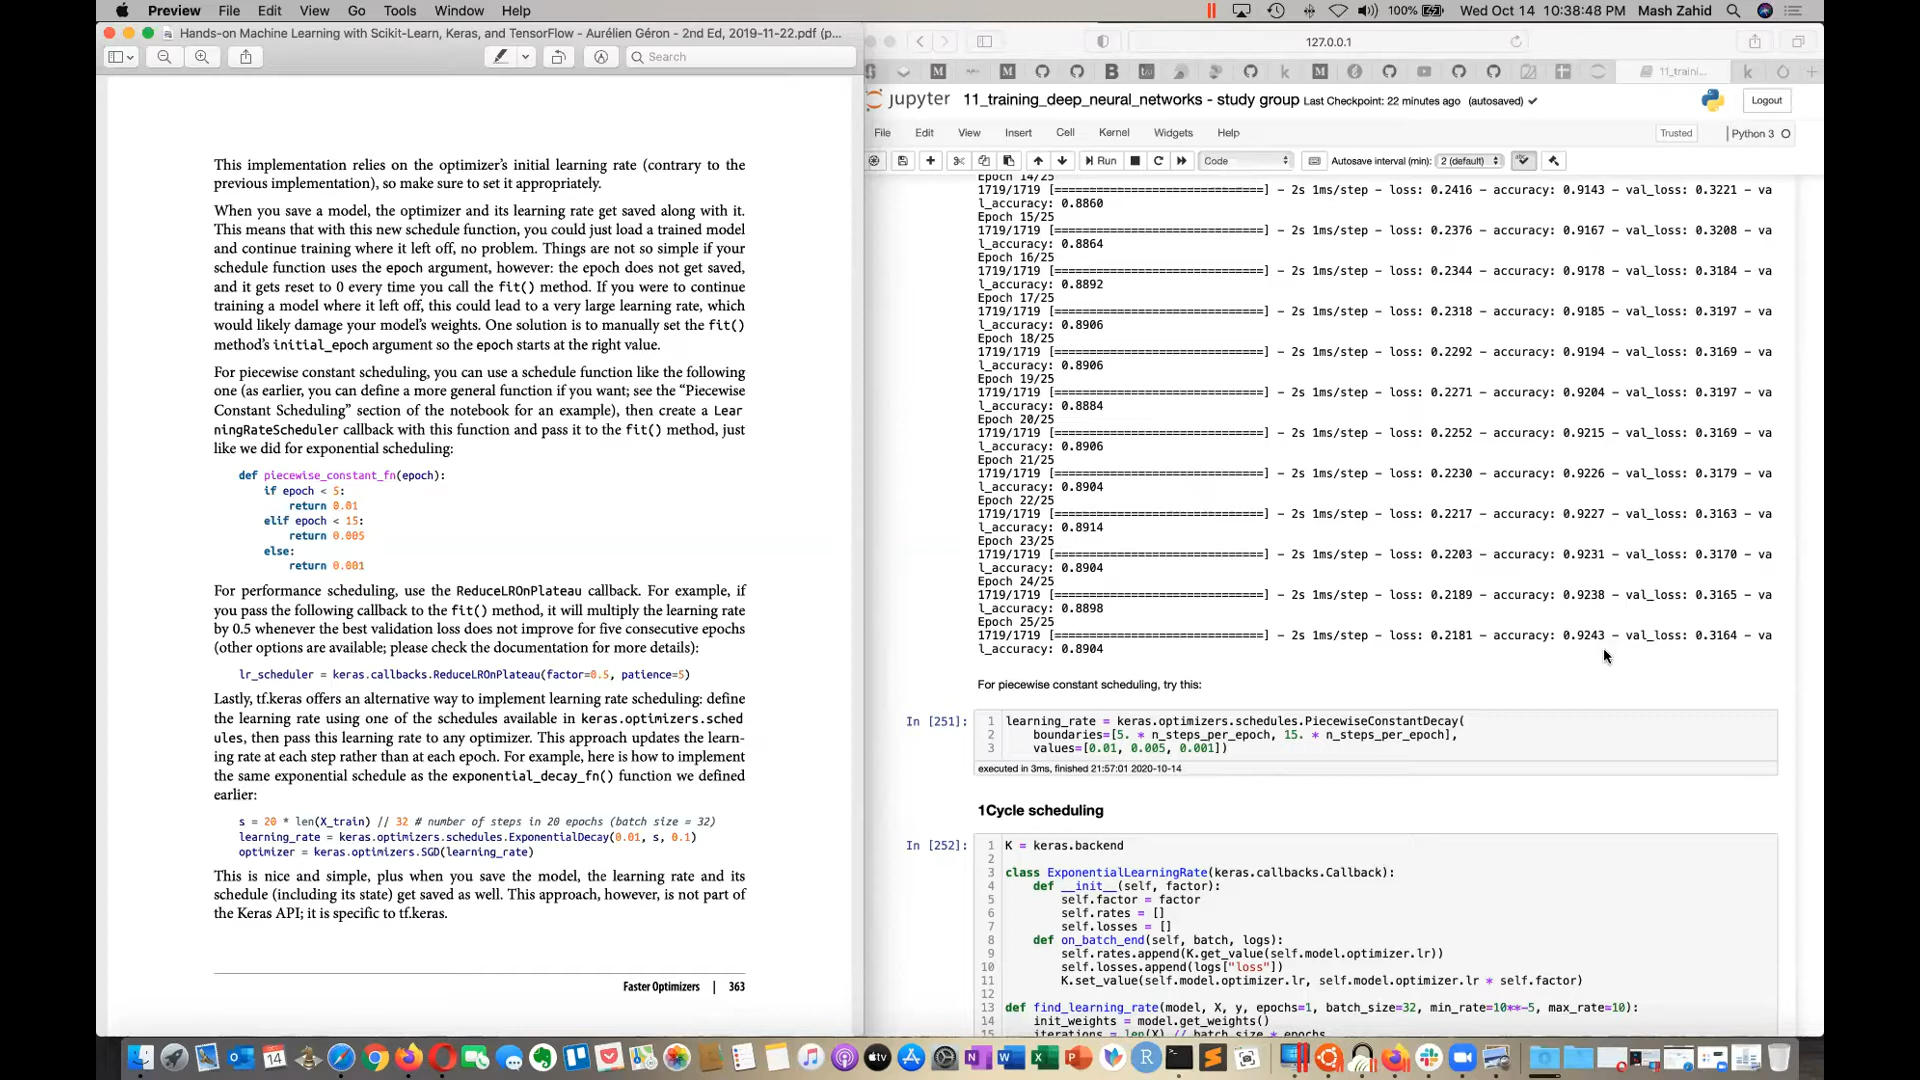 Preview File Edit View Go Tools Window Help 100% Wed Oct 14 10:38:48 PM Mash Zahid
Hands-on Machine Learning with Scikit-Learn, Keras, and TensorFlow - Aurélien Géron - 2nd Ed, 2019-11-22.pdf (p...
Search
This implementation relies on the optimizer's initial learning rate (contrary to the
previous implementation), so make sure to set it appropriately.
When you save a model, the optimizer and its learning rate get saved along with it.
This means that with this new schedule function, you could just load a trained model
and continue training where it left off, no problem. Things are not so simple if your
schedule function uses the epoch argument, however: the epoch does not get saved,
and it gets reset to 0 every time you call the fit() method. If you were to continue
training a model where it left off, this could lead to a very large learning rate, which
would likely damage your model's weights. One solution is to manually set the fit()
method's initial_epoch argument so the epoch starts at the right value.
For piecewise constant scheduling, you can use a schedule function like the following
one (as earlier, you can define a more general function if you want; see the "Piecewise
Constant Scheduling" section of the notebook for an example), then create a Lear
ningRateScheduler callback with this function and pass it to the fit() method, just
like we did for exponential scheduling:
def piecewise_constant_fn(epoch):
if epoch < 5:
return 0.01
elif epoch < 15:
return 0.005
else:
return 0.001
For performance scheduling, use the ReduceLROnPlateau callback. For example, if
you pass the following callback to the fit() method, it will multiply the learning rate
by 0.5 whenever the best validation loss does not improve for five consecutive epochs
(other options are available; please check the documentation for more details):
lr_scheduler = keras.callbacks.ReduceLROnPlateau(factor=0.5, patience=5)
Lastly, tf.keras offers an alternative way to implement learning rate scheduling: define
the learning rate using one of the schedules available in keras.optimizers.sched
ules, then pass this learning rate to any optimizer. This approach updates the learn-
ing rate at each step rather than at each epoch. For example, here is how to implement
the same exponential schedule as the exponential_decay_fn() function we defined
earlier:
s = 20 * len(X_train) // 32 # number of steps in 20 epochs (batch size = 32)
learning_rate = keras.optimizers.schedules.ExponentialDecay(0.01, s, 0.1)
optimizer = keras.optimizers.SGD(learning_rate)
This is nice and simple, plus when you save the model, the learning rate and its
schedule (including its state) get saved as well. This approach, however, is not part of
the Keras API; it is specific to tf.keras.
Faster Optimizers | 363
127.0.0.1
11_traini...
jupyter 11_training_deep_neural_networks - study group Last Checkpoint: 22 minutes ago (autosaved) Logout
File Edit View Insert Cell Kernel Widgets Help Trusted Python 3
Run Code Autosave interval (min): 2 (default)
Epoch 14/25
1719/1719 [==============================] - 2s 1ms/step - loss: 0.2416 - accuracy: 0.9143 - val_loss: 0.3221 - va
l_accuracy: 0.8860
Epoch 15/25
1719/1719 [==============================] - 2s 1ms/step - loss: 0.2376 - accuracy: 0.9167 - val_loss: 0.3208 - va
l_accuracy: 0.8864
Epoch 16/25
1719/1719 [==============================] - 2s 1ms/step - loss: 0.2344 - accuracy: 0.9178 - val_loss: 0.3184 - va
l_accuracy: 0.8892
Epoch 17/25
1719/1719 [==============================] - 2s 1ms/step - loss: 0.2318 - accuracy: 0.9185 - val_loss: 0.3197 - va
l_accuracy: 0.8906
Epoch 18/25
1719/1719 [==============================] - 2s 1ms/step - loss: 0.2292 - accuracy: 0.9194 - val_loss: 0.3169 - va
l_accuracy: 0.8906
Epoch 19/25
1719/1719 [==============================] - 2s 1ms/step - loss: 0.2271 - accuracy: 0.9204 - val_loss: 0.3197 - va
l_accuracy: 0.8884
Epoch 20/25
1719/1719 [==============================] - 2s 1ms/step - loss: 0.2252 - accuracy: 0.9215 - val_loss: 0.3169 - va
l_accuracy: 0.8906
Epoch 21/25
1719/1719 [==============================] - 2s 1ms/step - loss: 0.2230 - accuracy: 0.9226 - val_loss: 0.3179 - va
l_accuracy: 0.8904
Epoch 22/25
1719/1719 [==============================] - 2s 1ms/step - loss: 0.2217 - accuracy: 0.9227 - val_loss: 0.3163 - va
l_accuracy: 0.8914
Epoch 23/25
1719/1719 [==============================] - 2s 1ms/step - loss: 0.2203 - accuracy: 0.9231 - val_loss: 0.3170 - va
l_accuracy: 0.8904
Epoch 24/25
1719/1719 [==============================] - 2s 1ms/step - loss: 0.2189 - accuracy: 0.9238 - val_loss: 0.3165 - va
l_accuracy: 0.8898
Epoch 25/25
1719/1719 [==============================] - 2s 1ms/step - loss: 0.2181 - accuracy: 0.9243 - val_loss: 0.3164 - va
l_accuracy: 0.8904
For piecewise constant scheduling, try this:
In [251]: 1 learning_rate = keras.optimizers.schedules.PiecewiseConstantDecay(
2 boundaries=[5. * n_steps_per_epoch, 15. * n_steps_per_epoch],
3 values=[0.01, 0.005, 0.001])
executed in 3ms, finished 21:57:01 2020-10-14
1Cycle scheduling
In [252]: 1 K = keras.backend
2
3 class ExponentialLearningRate(keras.callbacks.Callback):
4 def __init__(self, factor):
5 self.factor = factor
6 self.rates = []
7 self.losses = []
8 def on_batch_end(self, batch, logs):
9 self.rates.append(K.get_value(self.model.optimizer.lr))
10 self.losses.append(logs["loss"])
11 K.set_value(self.model.optimizer.lr, self.model.optimizer.lr * self.factor)
12
13 def find_learning_rate(model, X, y, epochs=1, batch_size=32, min_rate=10**-5, max_rate=10):
14 init_weights = model.get_weights()
15 iterations = len(X) // batch_size * epochs